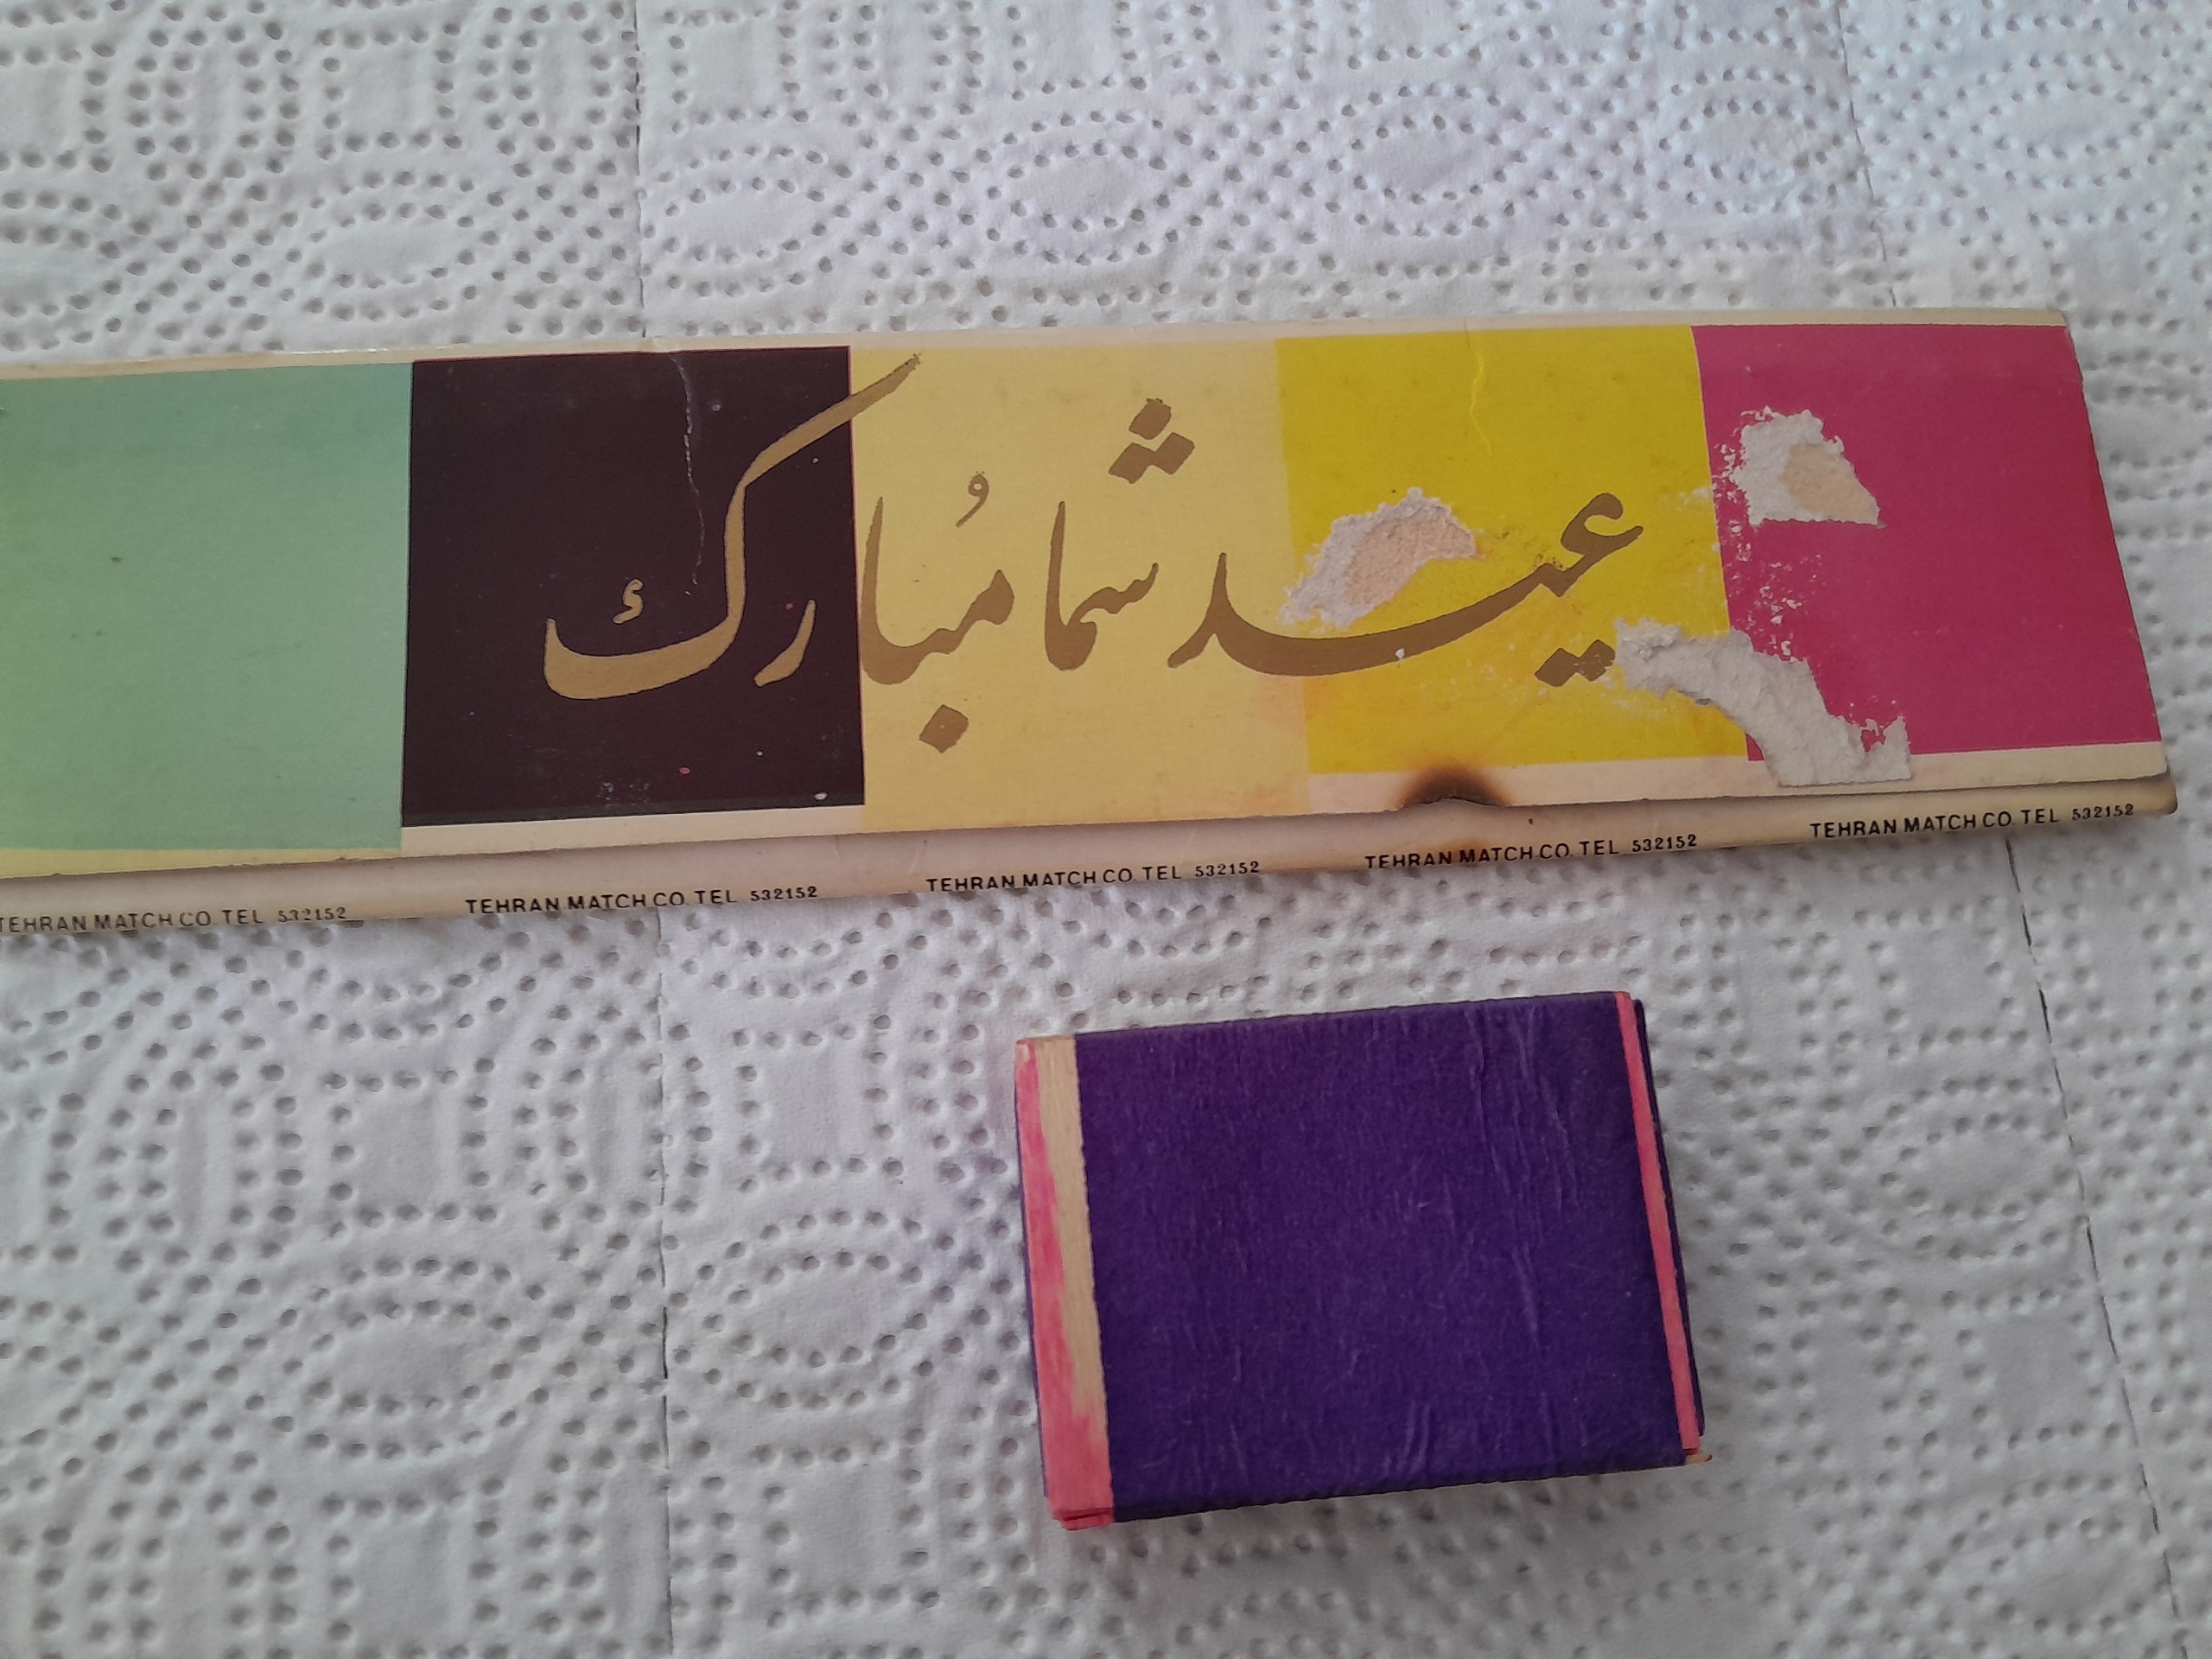 عید شما مُبارك
TEHRAN MATCH CO. TEL 532152
TEHRAN MATCH CO. TEL 532152
TEHRAN MATCH CO. TEL 532152
TEHRAN MATCH CO. TEL 532152
TEHRAN MATCH CO. TEL 532152